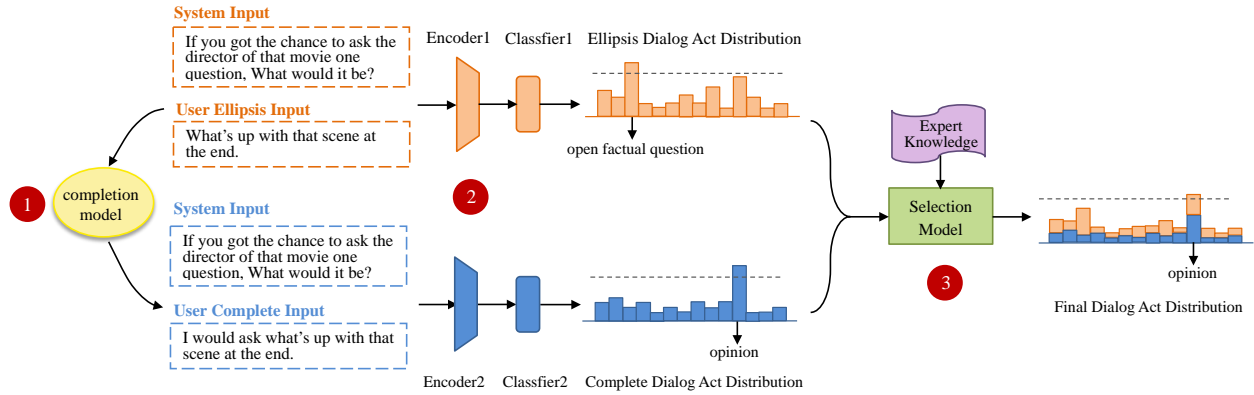 System Input
If you got the chance to ask the
director of that movie one
question, What would it be?
User Ellipsis Input
What's up with that scene at
the end.
1
completion
model
System Input
If you got the chance to ask the
director of that movie one
question, What would it be?
User Complete Input
I would ask what's up with that
scene at the end.
Encoder1
Classfier1
Ellipsis Dialog Act Distribution
open factual question
2
opinion
Encoder2
Classfier2
Complete Dialog Act Distribution
Expert
Knowledge
Selection
Model
3
opinion
Final Dialog Act Distribution